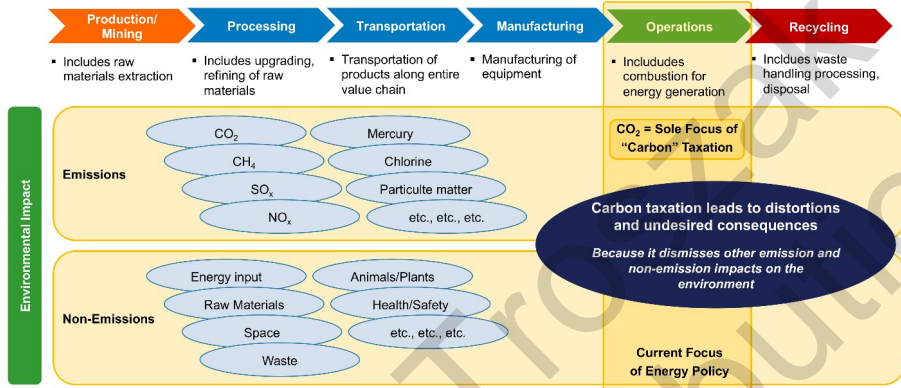 Production/
Mining
Processing
Transportation
Manufacturing
Operations
Recycling
▪ Includes raw
materials extraction
▪ Includes upgrading,
refining of raw
materials
▪ Transportation of
products along entire
value chain
▪ Manufacturing of
equipment
▪ Includudes
combustion for
energy generation
▪ Incldues waste
handling processing,
disposal
Environmental Impact
Emissions
CO₂
CH₄
SOₓ
NOₓ
Mercury
Chlorine
Particulte matter
etc., etc., etc.
CO₂ = Sole Focus of
“Carbon” Taxation
Carbon taxation leads to distortions
and undesired consequences
Because it dismisses other emission and
non-emission impacts on the
environment
Non-Emissions
Energy input
Raw Materials
Space
Waste
Animals/Plants
Health/Safety
etc., etc., etc.
Current Focus
of Energy Policy
Troszak